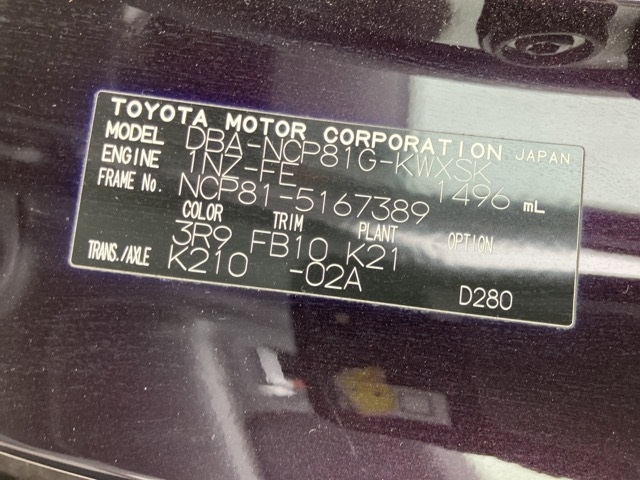 TOYOTA MOTOR CORPORATION JAPAN
MODEL DBA-NCP81G-KWXSK
ENGINE 1NZ-FE 1496 mL
FRAME No. NCP81-5167389
COLOR TRIM PLANT OPTION
3R9 FB10 K21
TRANS./AXLE K210 -02A
D280